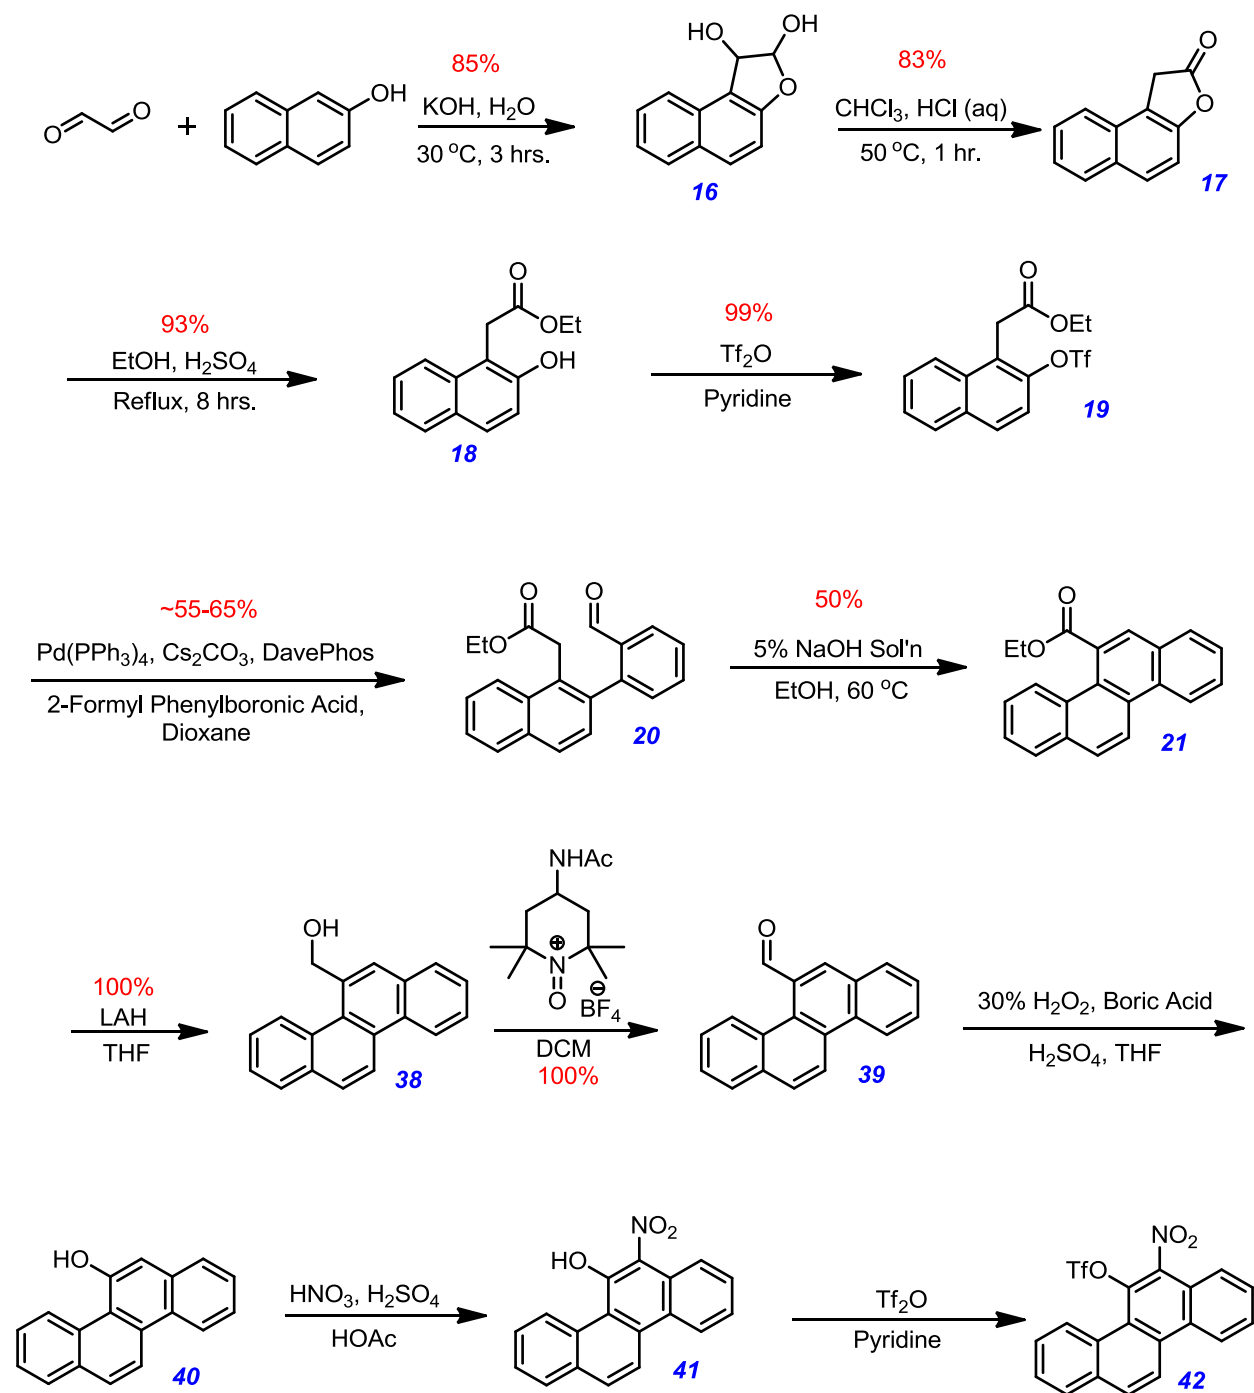 O
O
+
OH
85%
KOH, H₂O
30 °C, 3 hrs.
HO
OH
O
16
83%
CHCl₃, HCl (aq)
50 °C, 1 hr.
O
O
17
93%
EtOH, H₂SO₄
Reflux, 8 hrs.
O
OEt
OH
18
99%
Tf₂O
Pyridine
O
OEt
OTf
19
~55-65%
Pd(PPh₃)₄, Cs₂CO₃, DavePhos
2-Formyl Phenylboronic Acid,
Dioxane
O
EtO
O
20
50%
5% NaOH Sol'n
EtOH, 60 °C
O
EtO
21
100%
LAH
THF
OH
38
NHAc
⊕
N
O
⊖
BF₄
DCM
100%
O
39
30% H₂O₂, Boric Acid
H₂SO₄, THF
HO
40
HNO₃, H₂SO₄
HOAc
NO₂
HO
41
Tf₂O
Pyridine
NO₂
TfO
42